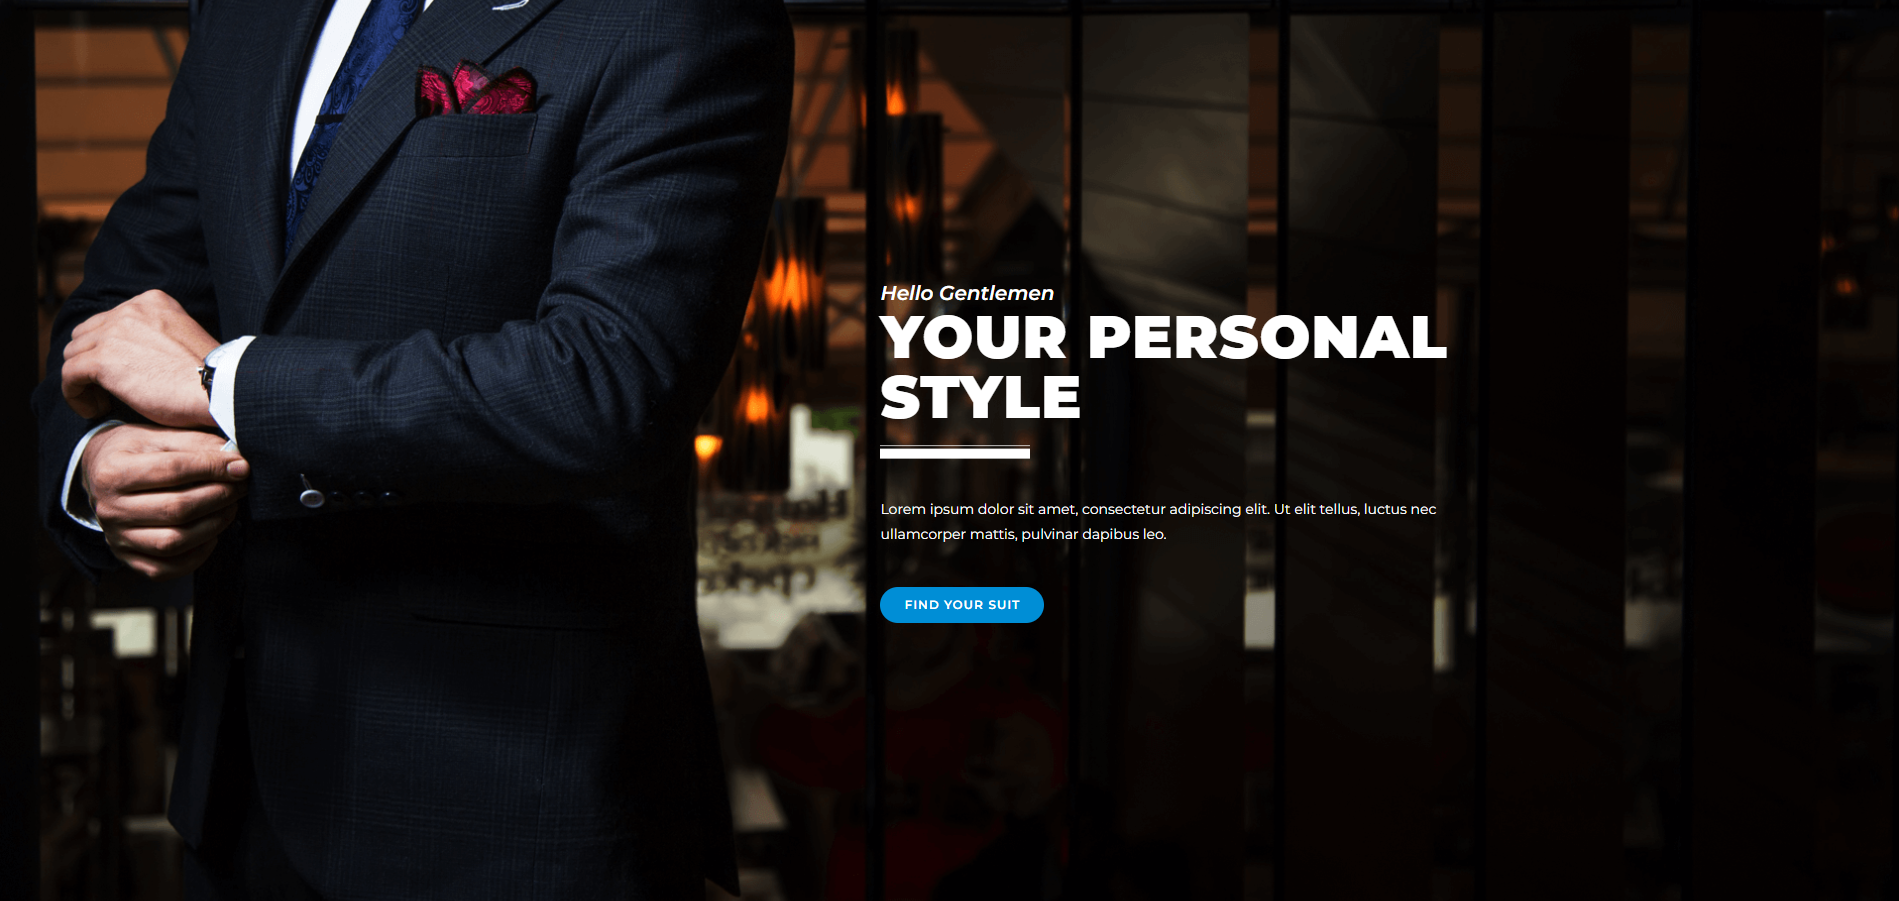 Hello Gentlemen
YOUR PERSONAL
STYLE
Lorem ipsum dolor sit amet, consectetur adipiscing elit. Ut elit tellus, luctus nec
ullamcorper mattis, pulvinar dapibus leo.
FIND YOUR SUIT